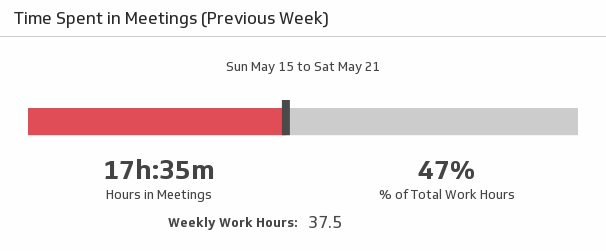 Time Spent in Meetings (Previous Week)
Sun May 15 to Sat May 21
17h:35m 47%
Hours in Meetings % of Total Work Hours
Weekly Work Hours: 37.5